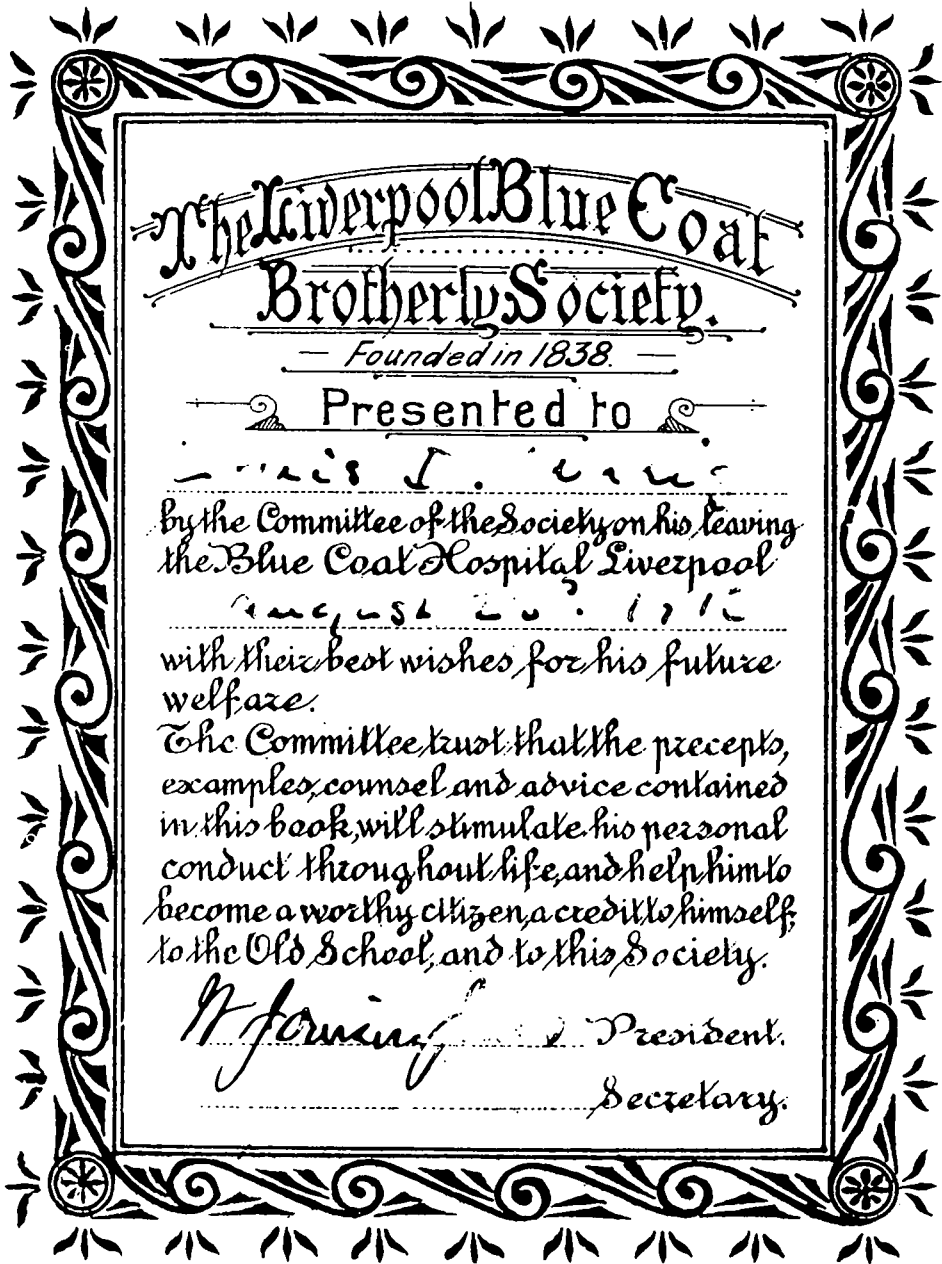 The Liverpool Blue Coat
Brotherly Society.
— Founded in 1838. —
Presented to
by the Committee of the Society on his leaving
the Blue Coat Hospital Liverpool
August
with their best wishes for his future
welfare.
The Committee trust that the precepts,
examples, counsel and advice contained
in this book, will stimulate his personal
conduct throughout life, and help him to
become a worthy citizen, a credit to himself,
to the Old School, and to this Society.
President.
Secretary.